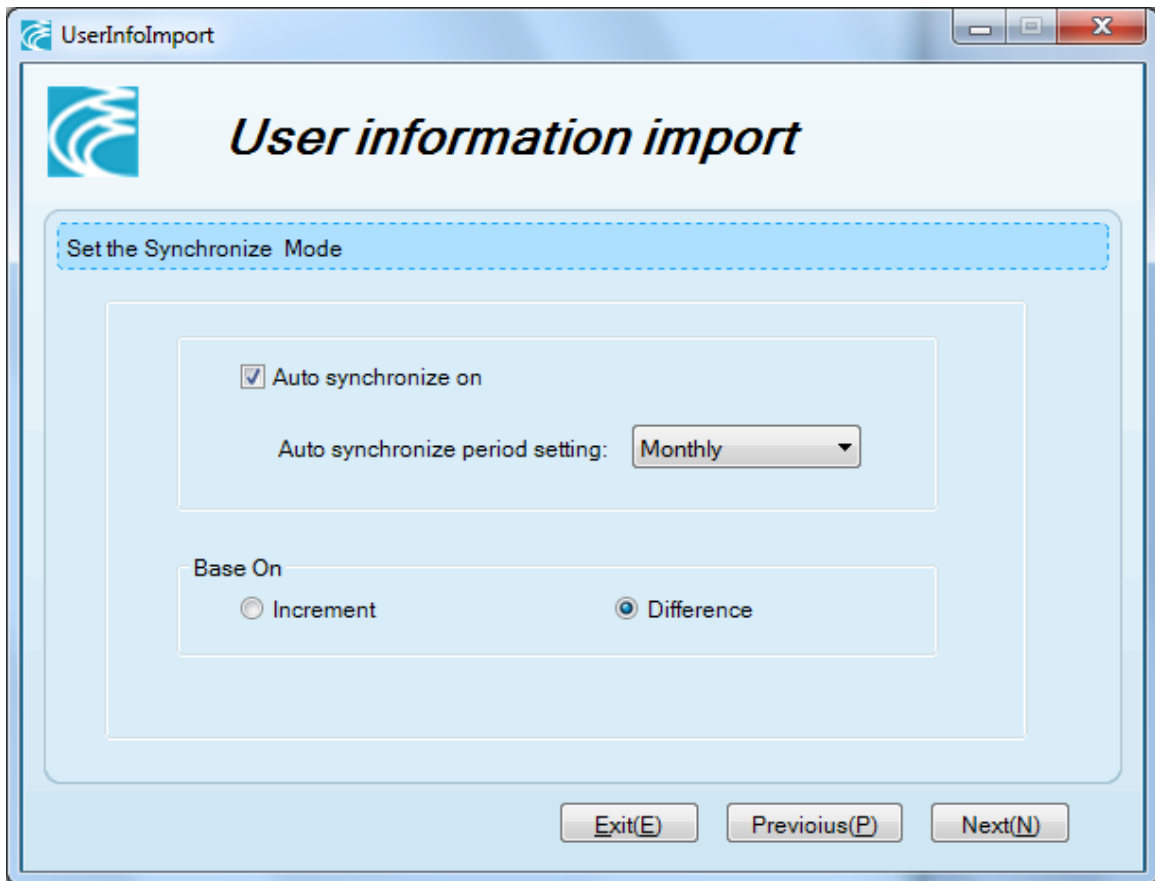 UserInfoImport
User information import
Set the Synchronize  Mode
Auto synchronize on
Auto synchronize period setting: Monthly
Base On
Increment Difference
Exit(E) Previoius(P) Next(N)